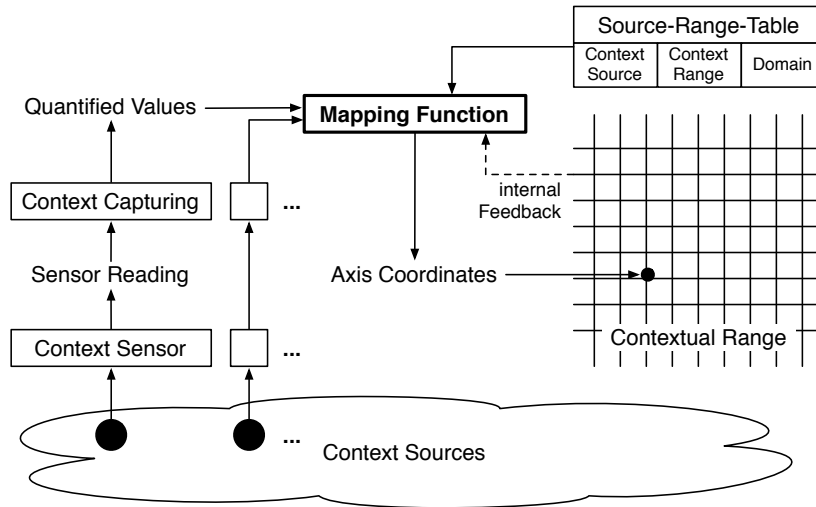 Source-Range-Table
Context Source
Context Range
Domain
Quantified Values
Mapping Function
internal
Feedback
Context Capturing
...
Sensor Reading
Axis Coordinates
Contextual Range
Context Sensor
...
...
Context Sources